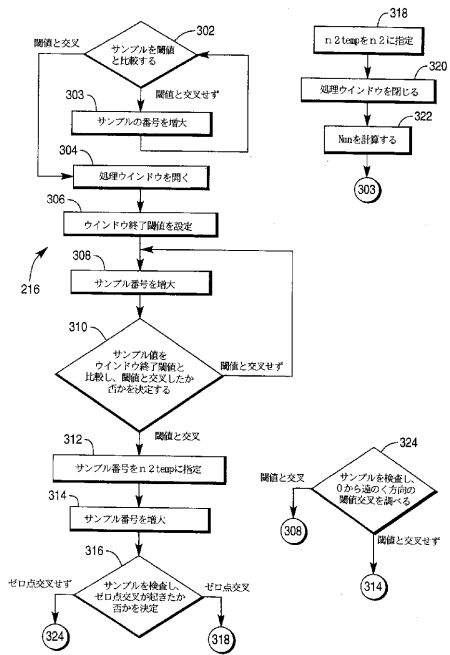 302
サンプルを閾値
と比較する
閾値と交叉
閾値と交叉せず
303
サンプルの番号を増大
304
処理ウインドウを開く
306
ウインドウ終了閾値を設定
216
308
サンプル番号を増大
310
サンプル値を
ウインドウ終了閾値と
比較し、閾値と交叉したか
否かを決定する
閾値と交叉せず
閾値と交叉
312
サンプル番号をn2tempに指定
314
サンプル番号を増大
316
サンプルを検査し、
ゼロ点交叉が起きたか
否かを決定
ゼロ点交叉せず
ゼロ点交叉
324
318
318
n2tempをn2に指定
320
処理ウインドウを閉じる
322
Nmnを計算する
303
324
サンプルを検査し、
0から遠のく方向の
閾値交叉を調べる
閾値と交叉
308
閾値と交叉せず
314